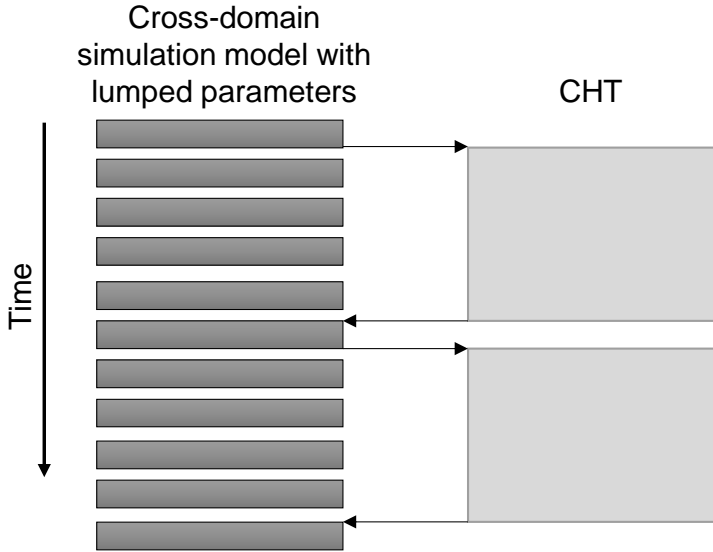 Cross-domain
simulation model with
lumped parameters
CHT
Time